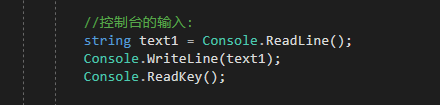 //控制台的输入:
string text1 = Console.ReadLine();
Console.WriteLine(text1);
Console.ReadKey();